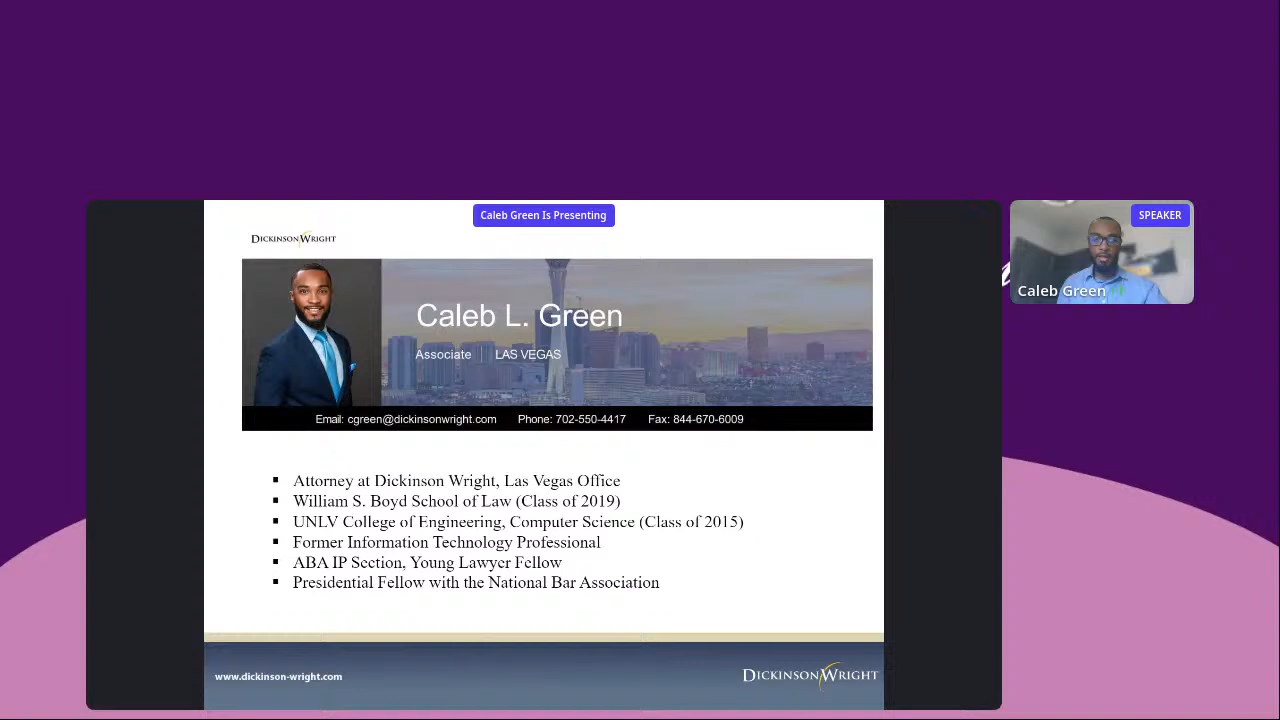 Caleb Green Is Presenting
DICKINSON WRIGHT
SPEAKER
Caleb L. Green
Associate | LAS VEGAS
Caleb Green
Email: cgreen@dickinsonwright.com Phone: 702-550-4417 Fax: 844-670-6009
▪ Attorney at Dickinson Wright, Las Vegas Office
▪ William S. Boyd School of Law (Class of 2019)
▪ UNLV College of Engineering, Computer Science (Class of 2015)
▪ Former Information Technology Professional
▪ ABA IP Section, Young Lawyer Fellow
▪ Presidential Fellow with the National Bar Association
www.dickinson-wright.com
DICKINSON WRIGHT